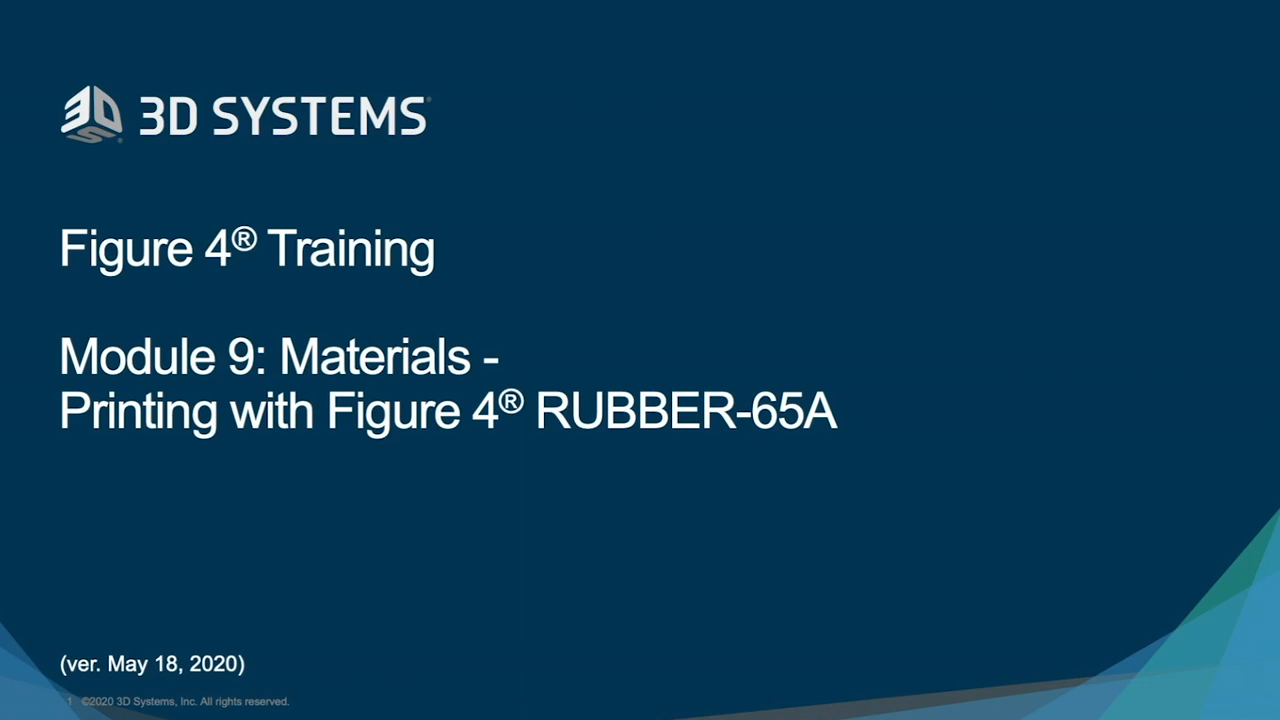 3D SYSTEMS
Figure 4® Training
Module 9: Materials -
Printing with Figure 4® RUBBER-65A
(ver. May 18, 2020)
1 ©2020 3D Systems, Inc. All rights reserved.